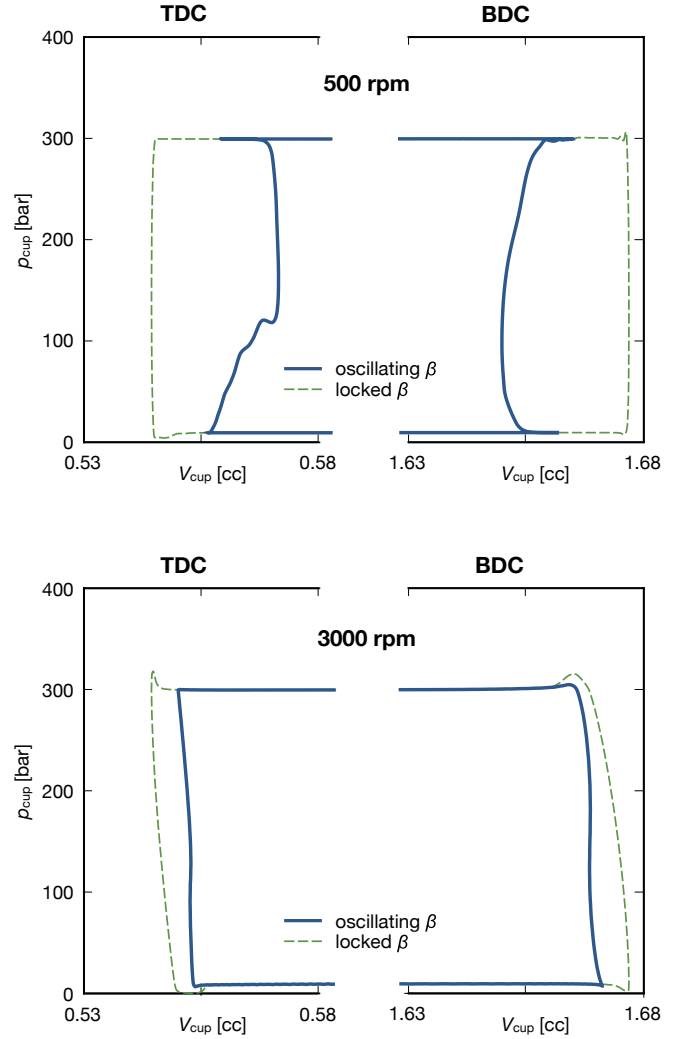 TDC BDC
400
500 rpm
300
p_cup [bar]
200
100
oscillating β
locked β
0
0.53 0.58 1.63 1.68
V_cup [cc] V_cup [cc]
TDC BDC
400
3000 rpm
300
p_cup [bar]
200
100
oscillating β
locked β
0
0.53 0.58 1.63 1.68
V_cup [cc] V_cup [cc]